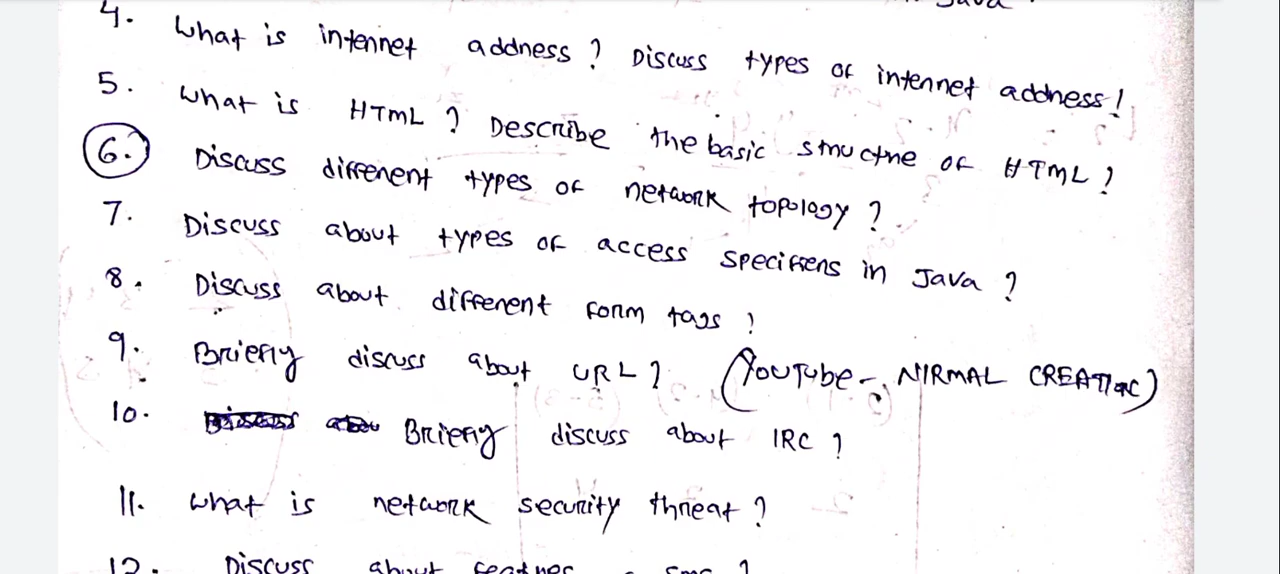 4. What is internet address? Discuss types of internet address!
5. What is HTML? Describe the basic structne of HTML?
6. Discuss different types of network topology?
7. Discuss about types of access specifiers in Java?
8. Discuss about different form tags?
9. Briefly discuss about URL? (YouTube - NIRMAL CREATION)
10. Briefly discuss about IRC?
11. What is network security threat?
12. Discuss about